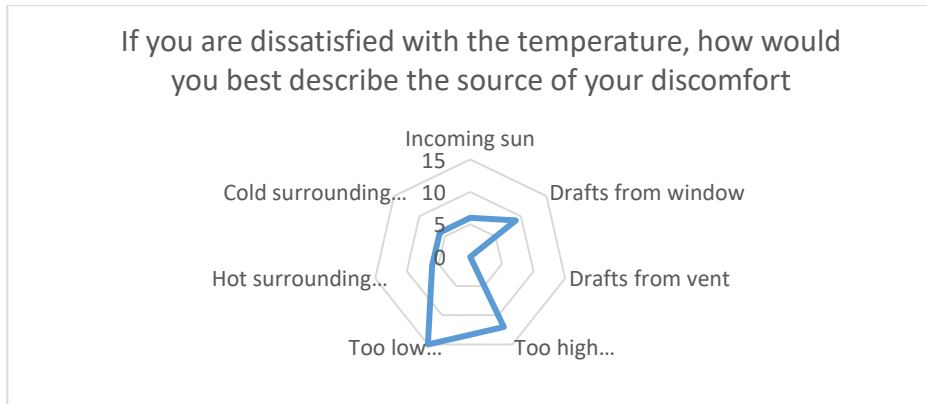 If you are dissatisfied with the temperature, how would
you best describe the source of your discomfort
Incoming sun
15
Cold surrounding...
10
Drafts from window
5
0
Hot surrounding...
Drafts from vent
Too low...
Too high...